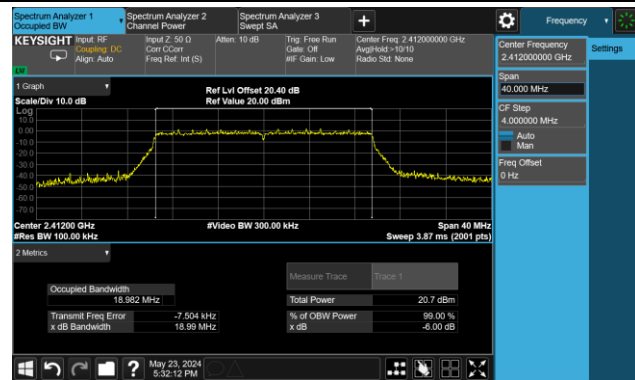 Spectrum Analyzer 1
Occupied BW
Spectrum Analyzer 2
Channel Power
Spectrum Analyzer 3
Swept SA
Frequency
KEYSIGHT
Input: RF
Coupling: DC
Align: Auto
Input Z: 50 Ω
Corr CCorr
Freq Ref: Int (S)
Atten: 10 dB
Trig: Free Run
Gate: Off
#IF Gain: Low
Center Freq: 2.412000000 GHz
Avg|Hold:>10/10
Radio Std: None
Center Frequency
2.412000000 GHz
Settings
Span
40.000 MHz
CF Step
4.000000 MHz
Auto
Man
Freq Offset
0 Hz
1 Graph
Scale/Div 10.0 dB
Ref Lvl Offset 20.40 dB
Ref Value 20.00 dBm
Log
10.0
0.00
-10.0
-20.0
-30.0
-40.0
-50.0
-60.0
-70.0
Center 2.41200 GHz
#Res BW 100.00 kHz
#Video BW 300.00 kHz
Span 40 MHz
Sweep 3.87 ms (2001 pts)
2 Metrics
Measure Trace
Trace 1
Occupied Bandwidth
18.982 MHz
Total Power
20.7 dBm
Transmit Freq Error
-7.504 kHz
% of OBW Power
99.00 %
x dB Bandwidth
18.99 MHz
x dB
-6.00 dB
?
May 23, 2024
5:32:12 PM